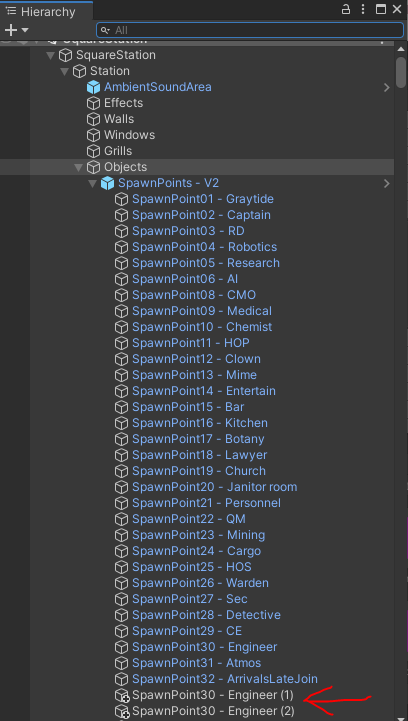 Hierarchy
All
SquareStation
SquareStation
Station
AmbientSoundArea
Effects
Walls
Windows
Grills
Objects
SpawnPoints - V2
SpawnPoint01 - Graytide
SpawnPoint02 - Captain
SpawnPoint03 - RD
SpawnPoint04 - Robotics
SpawnPoint05 - Research
SpawnPoint06 - AI
SpawnPoint08 - CMO
SpawnPoint09 - Medical
SpawnPoint10 - Chemist
SpawnPoint11 - HOP
SpawnPoint12 - Clown
SpawnPoint13 - Mime
SpawnPoint14 - Entertain
SpawnPoint15 - Bar
SpawnPoint16 - Kitchen
SpawnPoint17 - Botany
SpawnPoint18 - Lawyer
SpawnPoint19 - Church
SpawnPoint20 - Janitor room
SpawnPoint21 - Personnel
SpawnPoint22 - QM
SpawnPoint23 - Mining
SpawnPoint24 - Cargo
SpawnPoint25 - HOS
SpawnPoint26 - Warden
SpawnPoint27 - Sec
SpawnPoint28 - Detective
SpawnPoint29 - CE
SpawnPoint30 - Engineer
SpawnPoint31 - Atmos
SpawnPoint32 - ArrivalsLateJoin
SpawnPoint30 - Engineer (1)
SpawnPoint30 - Engineer (2)